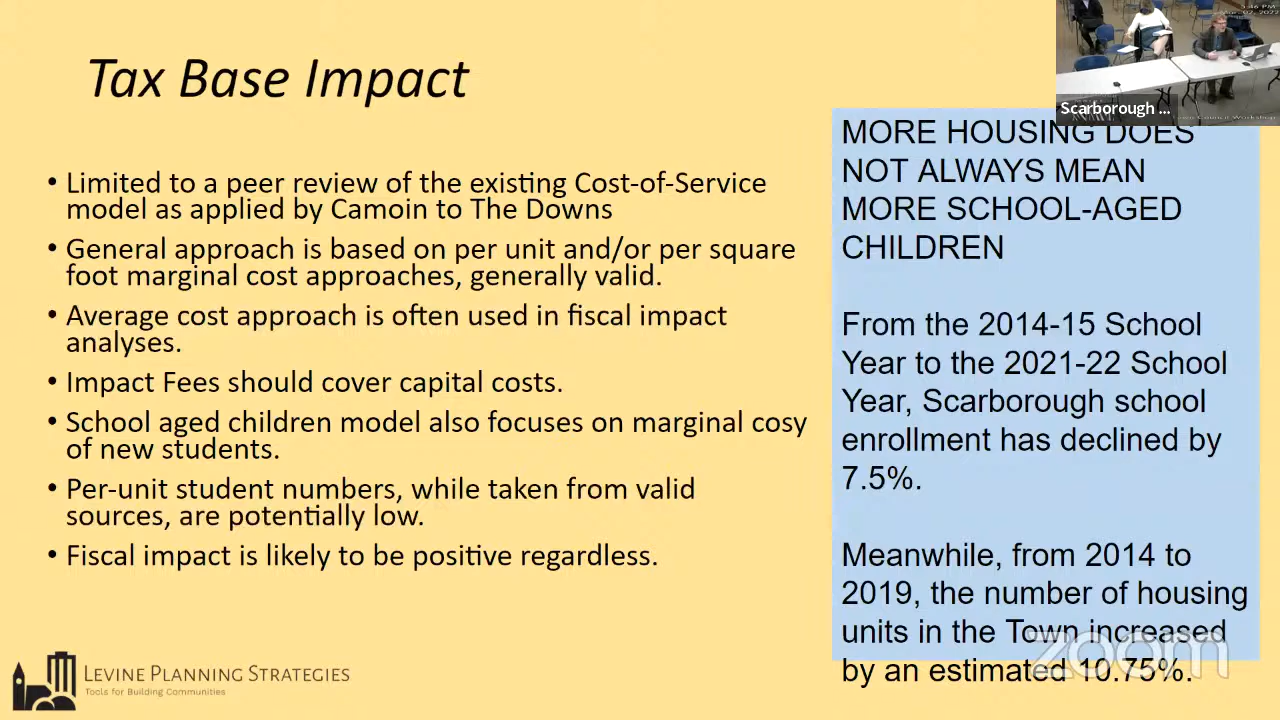 Tax Base Impact
• Limited to a peer review of the existing Cost-of-Service
model as applied by Camoin to The Downs
• General approach is based on per unit and/or per square
foot marginal cost approaches, generally valid.
• Average cost approach is often used in fiscal impact
analyses.
• Impact Fees should cover capital costs.
• School aged children model also focuses on marginal cosy
of new students.
• Per-unit student numbers, while taken from valid
sources, are potentially low.
• Fiscal impact is likely to be positive regardless.
LEVINE PLANNING STRATEGIES
Tools for Building Communities
Scarborough ...
Town Council Workshop
MORE HOUSING DOES
NOT ALWAYS MEAN
MORE SCHOOL-AGED
CHILDREN
From the 2014-15 School
Year to the 2021-22 School
Year, Scarborough school
enrollment has declined by
7.5%.
Meanwhile, from 2014 to
2019, the number of housing
units in the Town increased
by an estimated 10.75%.
zoom